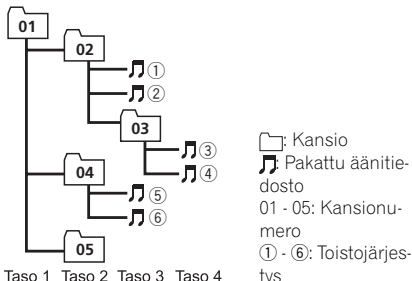 01
02
①
②
03
③
④
04
⑤
⑥
05
Taso 1 Taso 2 Taso 3 Taso 4
: Kansio
: Pakattu äänitie-
dosto
01 - 05: Kansionu-
mero
① - ⑥: Toistojärjes-
tys